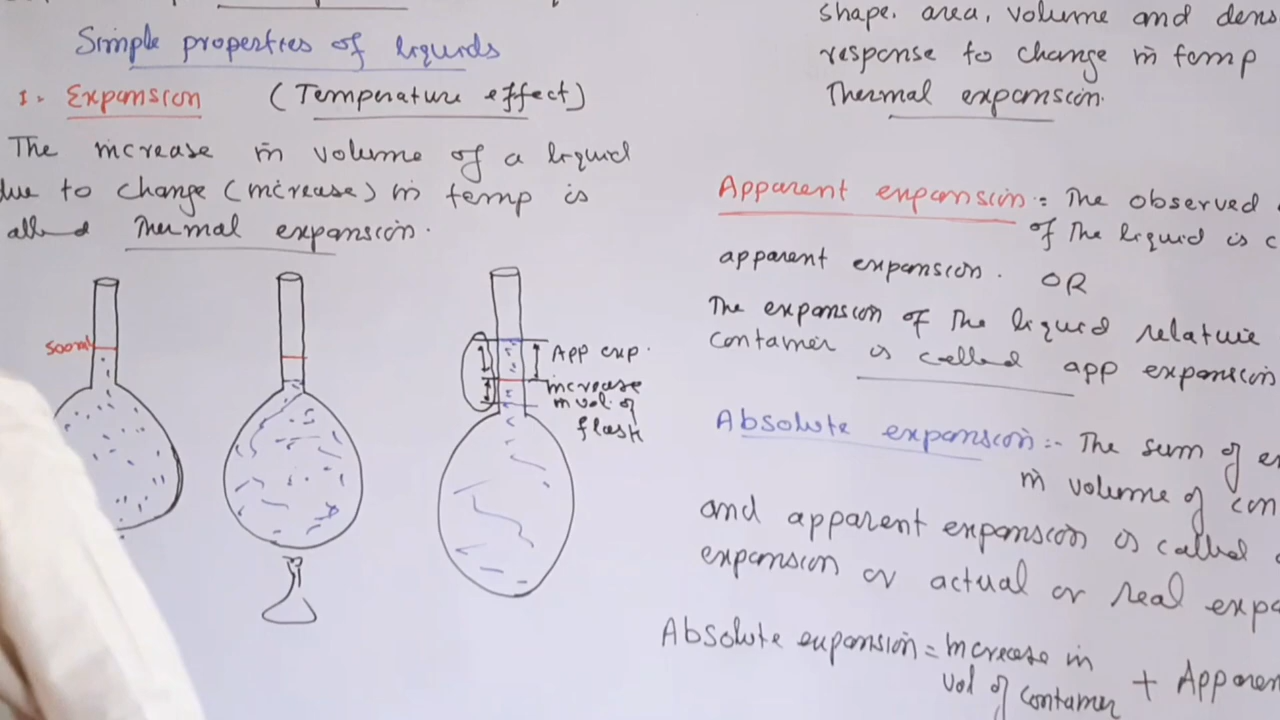 Simple properties of liquids
1. Expansion (Temperature effect)
The increase in volume of a liquid
due to change (increase) in temp is
called Thermal expansion.
500ml
App exp.
increase
in vol. of
flask
shape, area, volume and dens
response to change in temp
Thermal expansion.
Apparent expansion :- The observed
of the liquid is c
apparent expansion. OR
The expansion of the liquid relative
container is called app expansion
Absolute expansion :- The sum of ex
in volume of con
and apparent expansion is called
expansion or actual or real expa
Absolute expansion = increase in
vol of container + Apparen